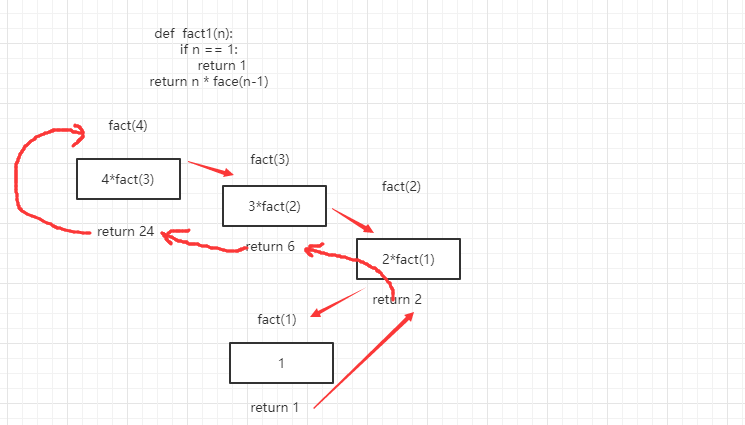 def fact1(n):
if n == 1:
return 1
return n * face(n-1)
fact(4)
4*fact(3)
return 24
fact(3)
3*fact(2)
return 6
fact(2)
2*fact(1)
return 2
fact(1)
1
return 1